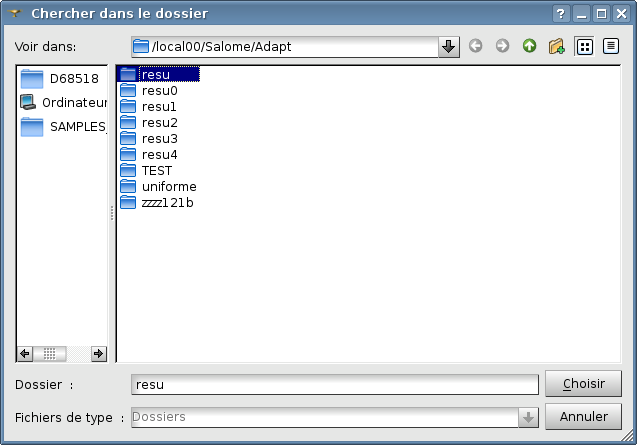 Chercher dans le dossier
Voir dans: /local00/Salome/Adapt
D68518
Ordinateur
SAMPLES_
resu
resu0
resu1
resu2
resu3
resu4
TEST
uniforme
zzzz121b
Dossier : resu
Choisir
Fichiers de type : Dossiers
Annuler